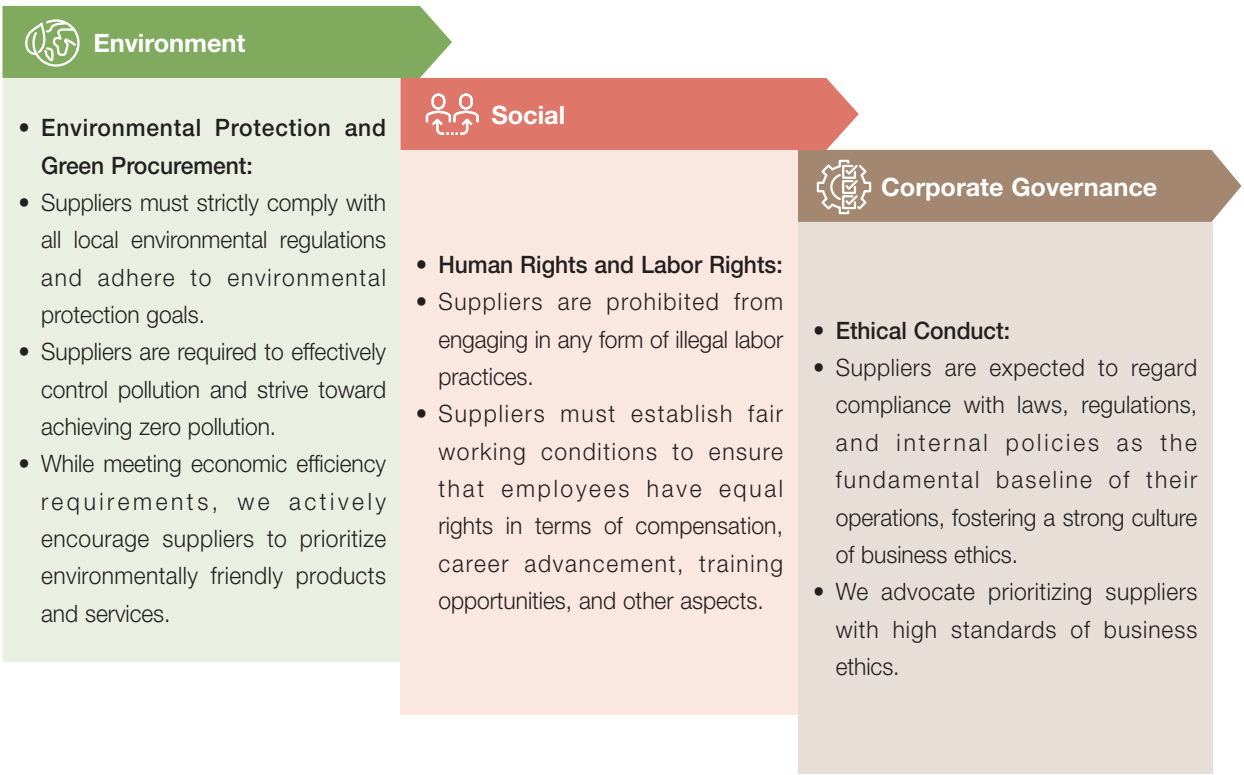 Environment
• Environmental Protection and
Green Procurement:
• Suppliers must strictly comply with
all local environmental regulations
and adhere to environmental
protection goals.
• Suppliers are required to effectively
control pollution and strive toward
achieving zero pollution.
• While meeting economic efficiency
requirements, we actively
encourage suppliers to prioritize
environmentally friendly products
and services.
Social
• Human Rights and Labor Rights:
• Suppliers are prohibited from
engaging in any form of illegal labor
practices.
• Suppliers must establish fair
working conditions to ensure
that employees have equal
rights in terms of compensation,
career advancement, training
opportunities, and other aspects.
Corporate Governance
• Ethical Conduct:
• Suppliers are expected to regard
compliance with laws, regulations,
and internal policies as the
fundamental baseline of their
operations, fostering a strong culture
of business ethics.
• We advocate prioritizing suppliers
with high standards of business
ethics.